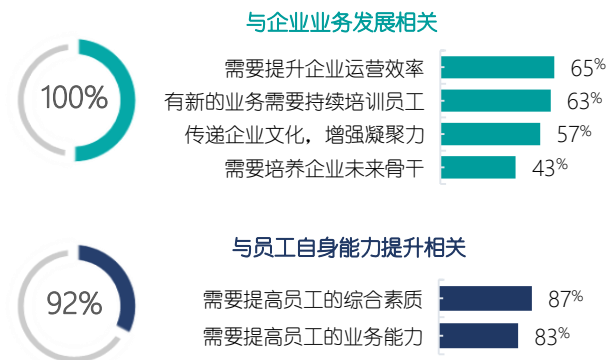 与企业业务发展相关
100%
需要提升企业运营效率 65%
有新的业务需要持续培训员工 63%
传递企业文化，增强凝聚力 57%
需要培养企业未来骨干 43%
与员工自身能力提升相关
92%
需要提高员工的综合素质 87%
需要提高员工的业务能力 83%